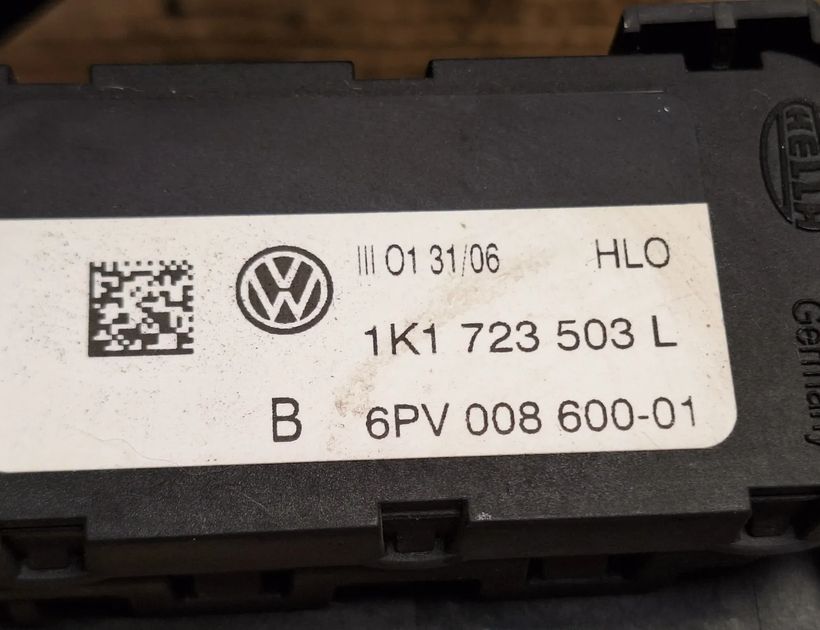 III 01 31/06 HLO
1K1 723 503 L
B 6PV 008 600-01
HELLA
Germany